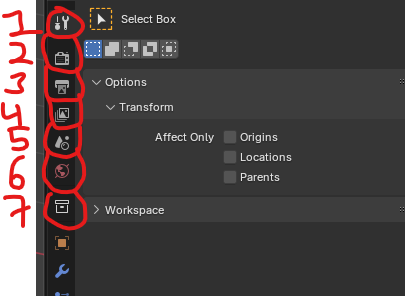 1
Select Box
2
3
Options
4
Transform
5
Affect Only Origins
Locations
6
Parents
7
Workspace